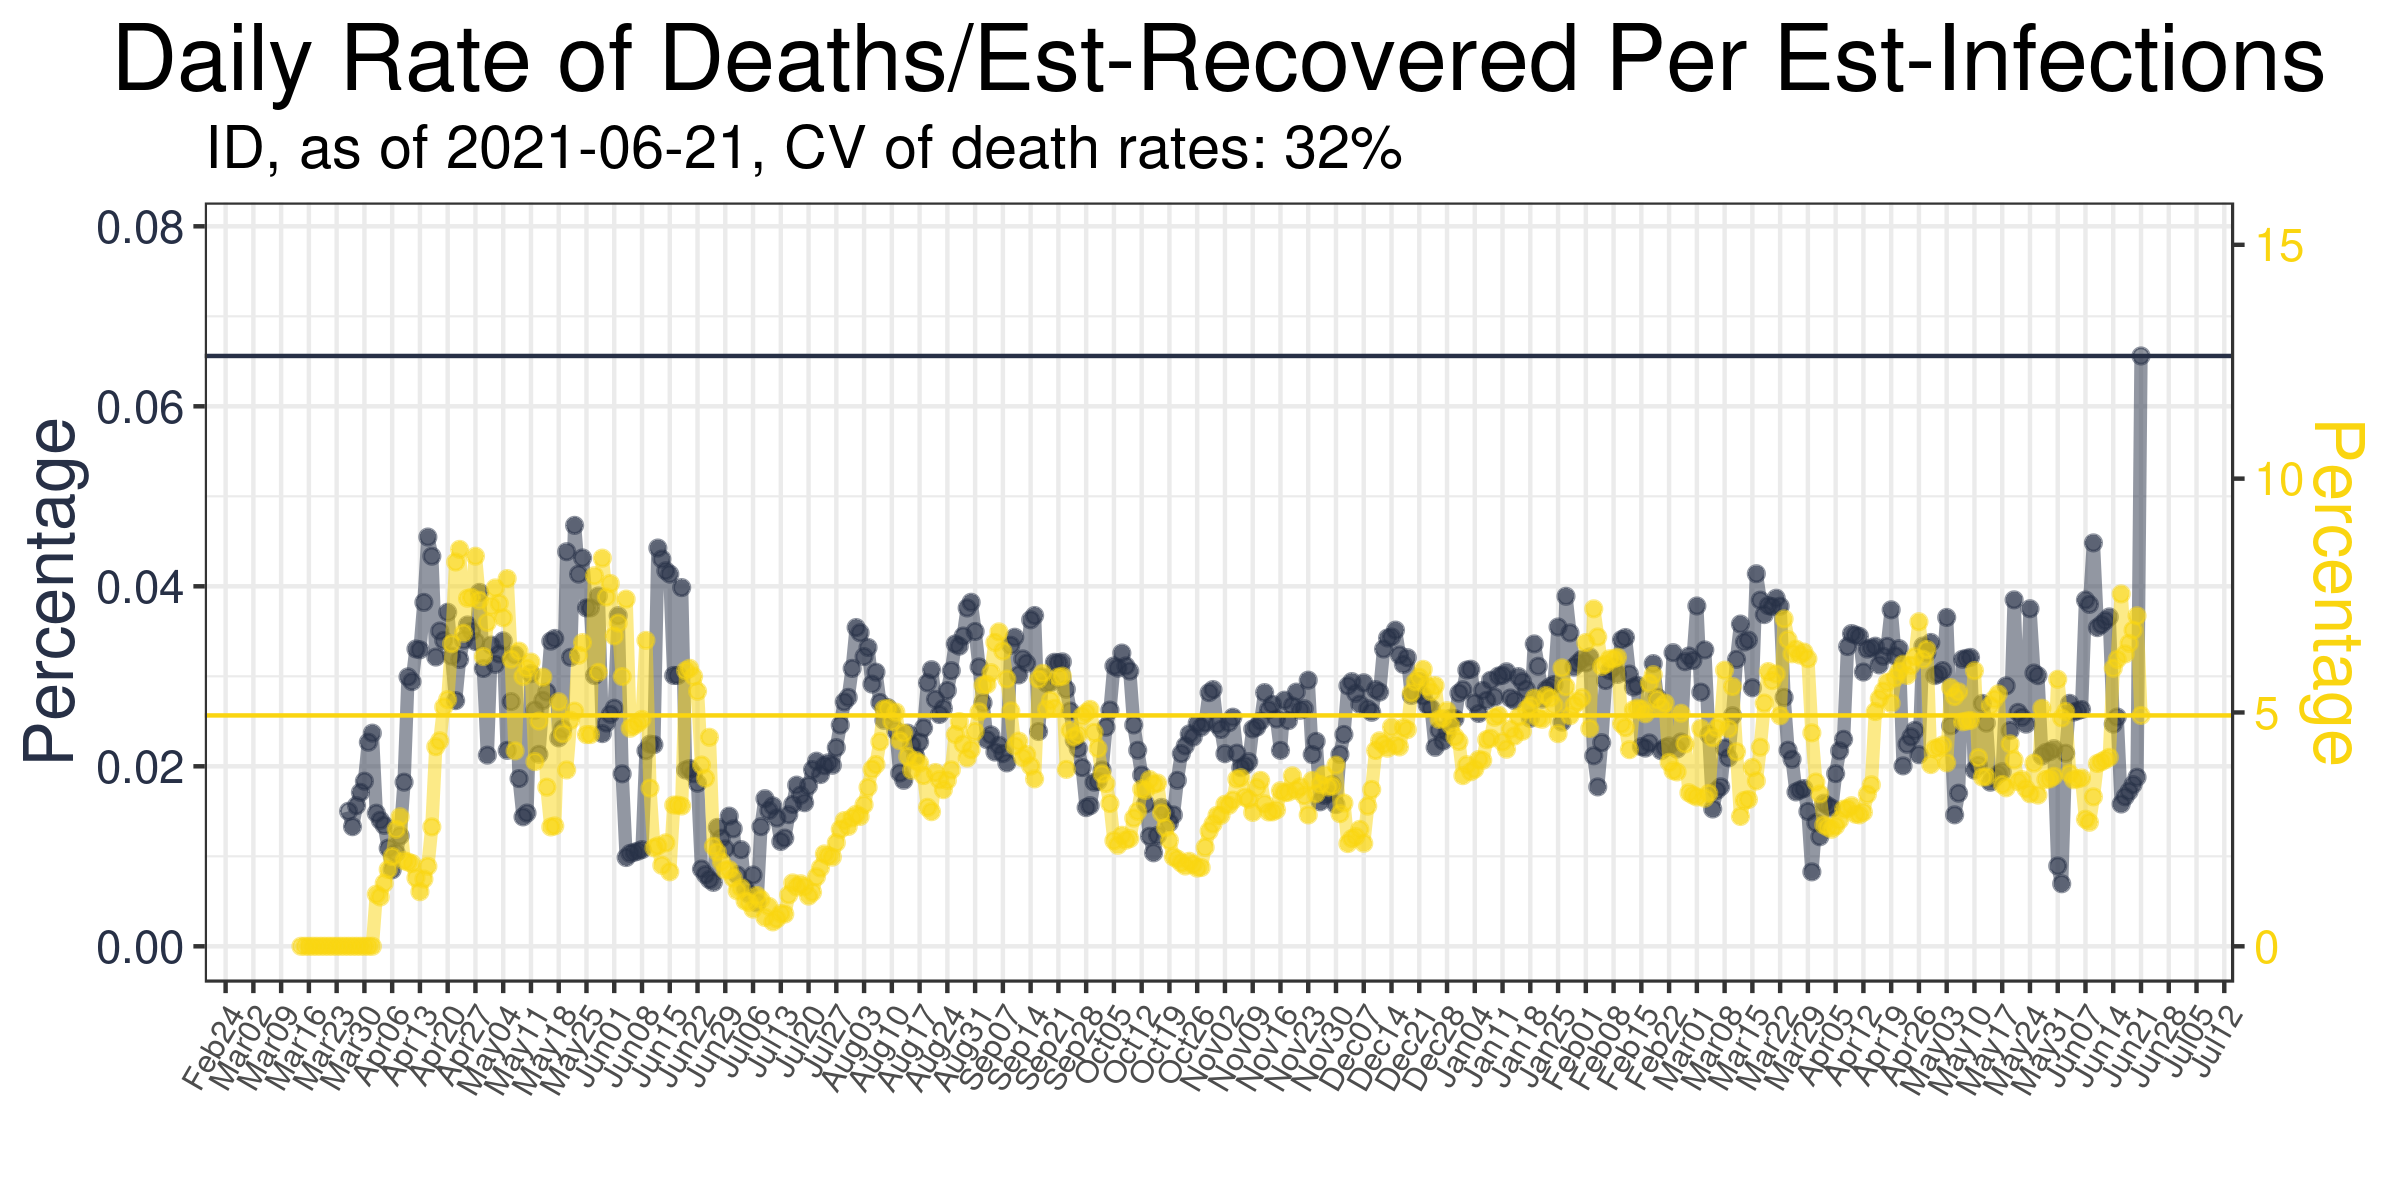 Daily Rate of Deaths/Est-Recovered Per Est-Infections
ID, as of 2021-06-21, CV of death rates: 32%
Percentage
0.08
0.06
0.04
0.02
0.00
15
10
5
0
Percentage
Feb24
Mar02
Mar09
Mar16
Mar23
Mar30
Apr06
Apr13
Apr20
Apr27
May04
May11
May18
May25
Jun01
Jun08
Jun15
Jun22
Jun29
Jul06
Jul13
Jul20
Jul27
Aug03
Aug10
Aug17
Aug24
Aug31
Sep07
Sep14
Sep21
Sep28
Oct05
Oct12
Oct19
Oct26
Nov02
Nov09
Nov16
Nov23
Nov30
Dec07
Dec14
Dec21
Dec28
Jan04
Jan11
Jan18
Jan25
Feb01
Feb08
Feb15
Feb22
Mar01
Mar08
Mar15
Mar22
Mar29
Apr05
Apr12
Apr19
Apr26
May03
May10
May17
May24
May31
Jun07
Jun14
Jun21
Jun28
Jul05
Jul12